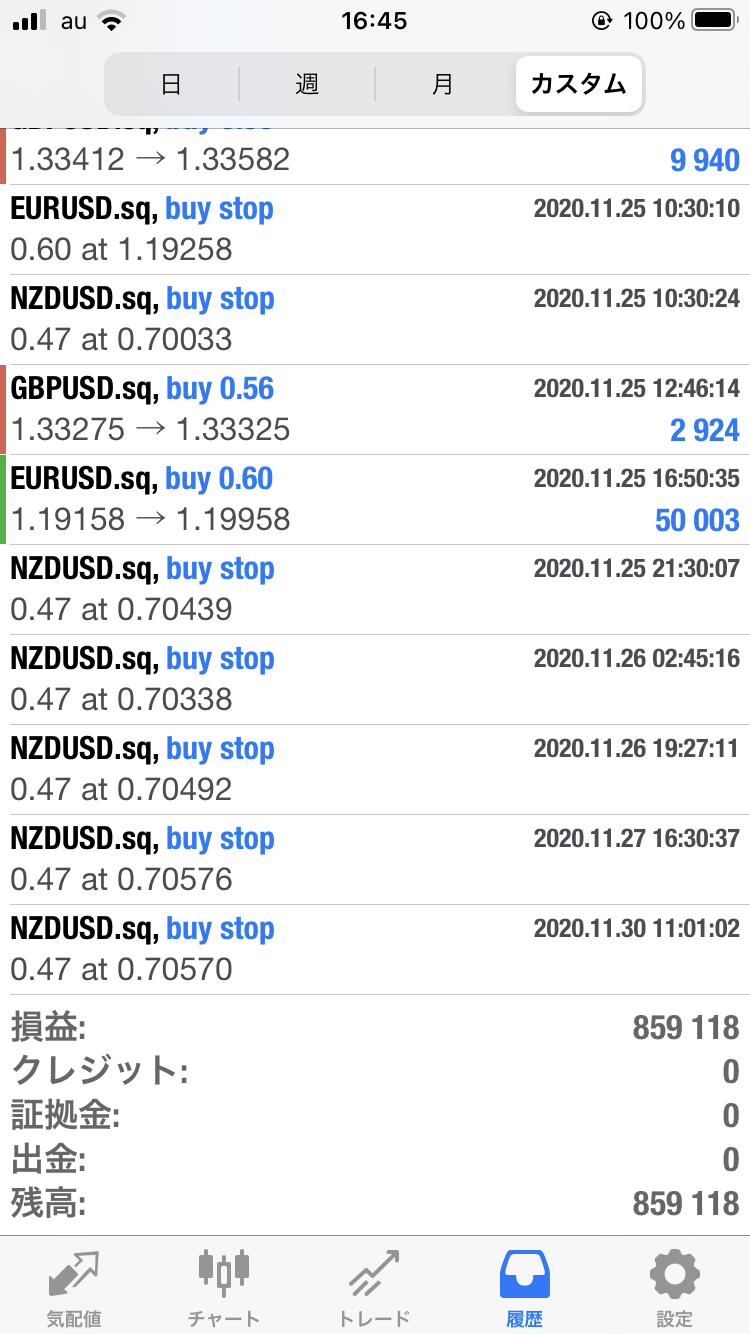 au
16:45
100%
日 週 月 カスタム
1.33412 → 1.33582 9 940
EURUSD.sq, buy stop 2020.11.25 10:30:10
0.60 at 1.19258
NZDUSD.sq, buy stop 2020.11.25 10:30:24
0.47 at 0.70033
GBPUSD.sq, buy 0.56 2020.11.25 12:46:14
1.33275 → 1.33325 2 924
EURUSD.sq, buy 0.60 2020.11.25 16:50:35
1.19158 → 1.19958 50 003
NZDUSD.sq, buy stop 2020.11.25 21:30:07
0.47 at 0.70439
NZDUSD.sq, buy stop 2020.11.26 02:45:16
0.47 at 0.70338
NZDUSD.sq, buy stop 2020.11.26 19:27:11
0.47 at 0.70492
NZDUSD.sq, buy stop 2020.11.27 16:30:37
0.47 at 0.70576
NZDUSD.sq, buy stop 2020.11.30 11:01:02
0.47 at 0.70570
損益: 859 118
クレジット: 0
証拠金: 0
出金: 0
残高: 859 118
気配値 チャート トレード 履歴 設定